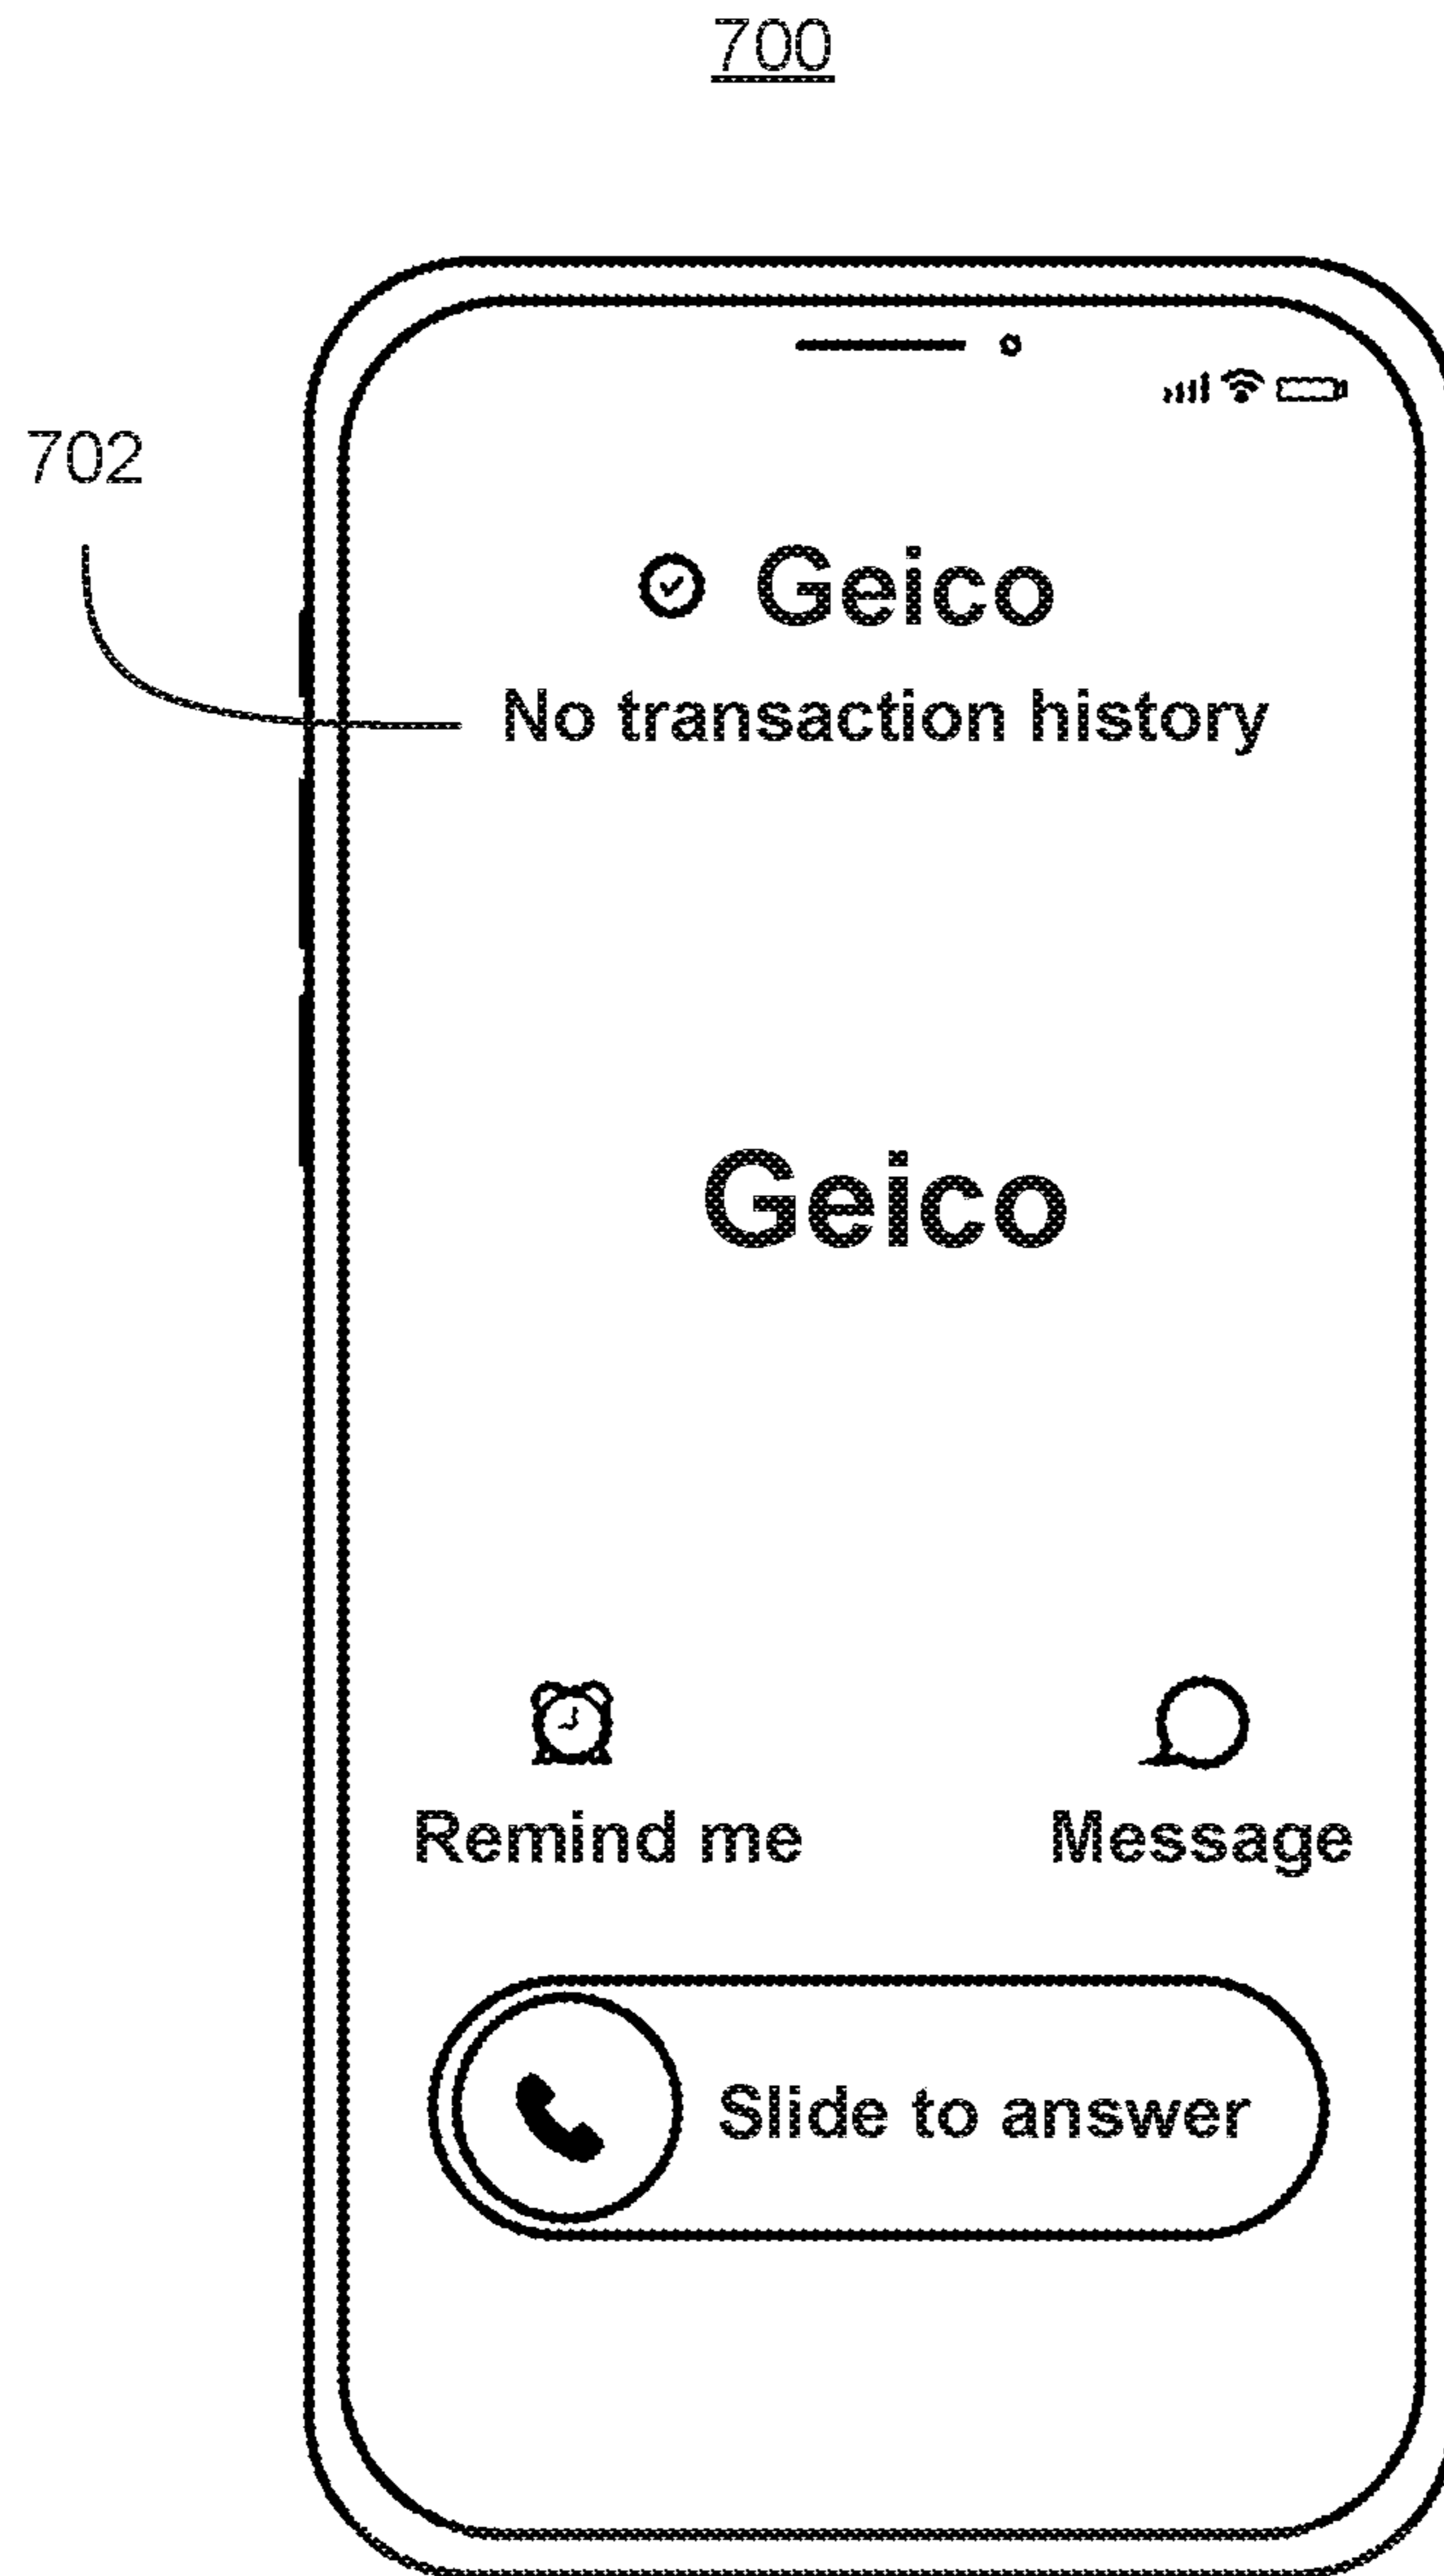 700
702
Geico
No transaction history
Geico
Remind me
Message
Slide to answer